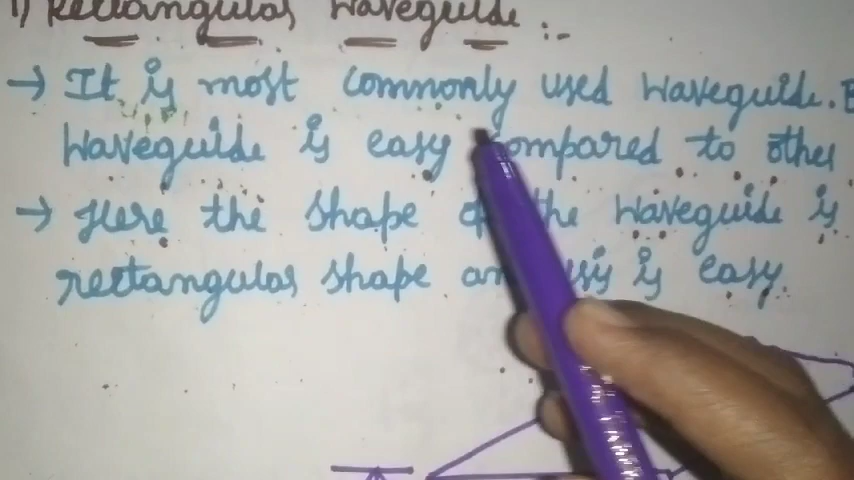 1) Rectangular Waveguide :-
→ It is most commonly used waveguide.
Waveguide is easy compared to other
→ Here the shape of the waveguide is
rectangular shape analysis is easy.